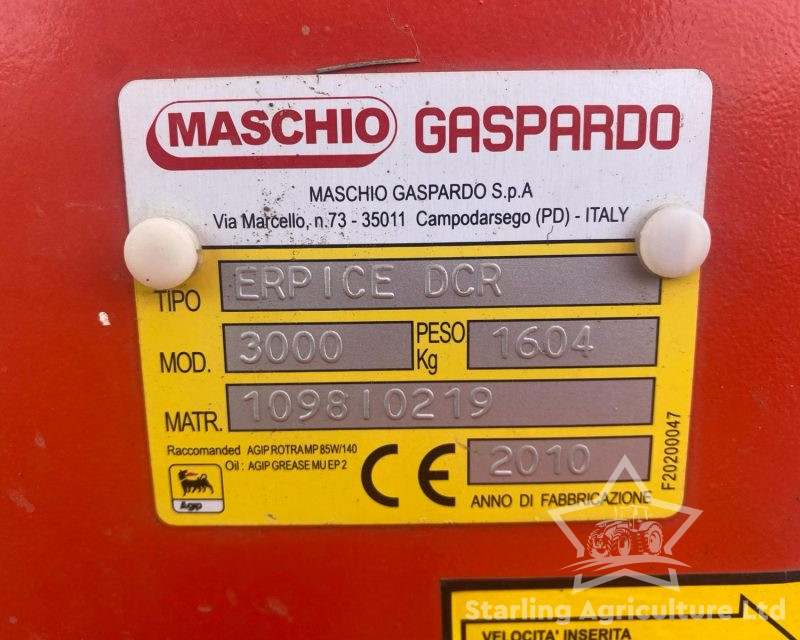 MASCHIO GASPARDO
MASCHIO GASPARDO S.p.A
Via Marcello, n.73 - 35011 Campodarsego (PD) - ITALY
TIPO ERPICE DCR
MOD. 3000 PESO Kg 1604
MATR. 109810219
Raccomanded AGIP ROTRA MP 85W/140
Oil : AGIP GREASE MU EP 2
Agip
CE 2010
ANNO DI FABBRICAZIONE
F20200047
Starling Agriculture Ltd
VELOCITA' INSERITA